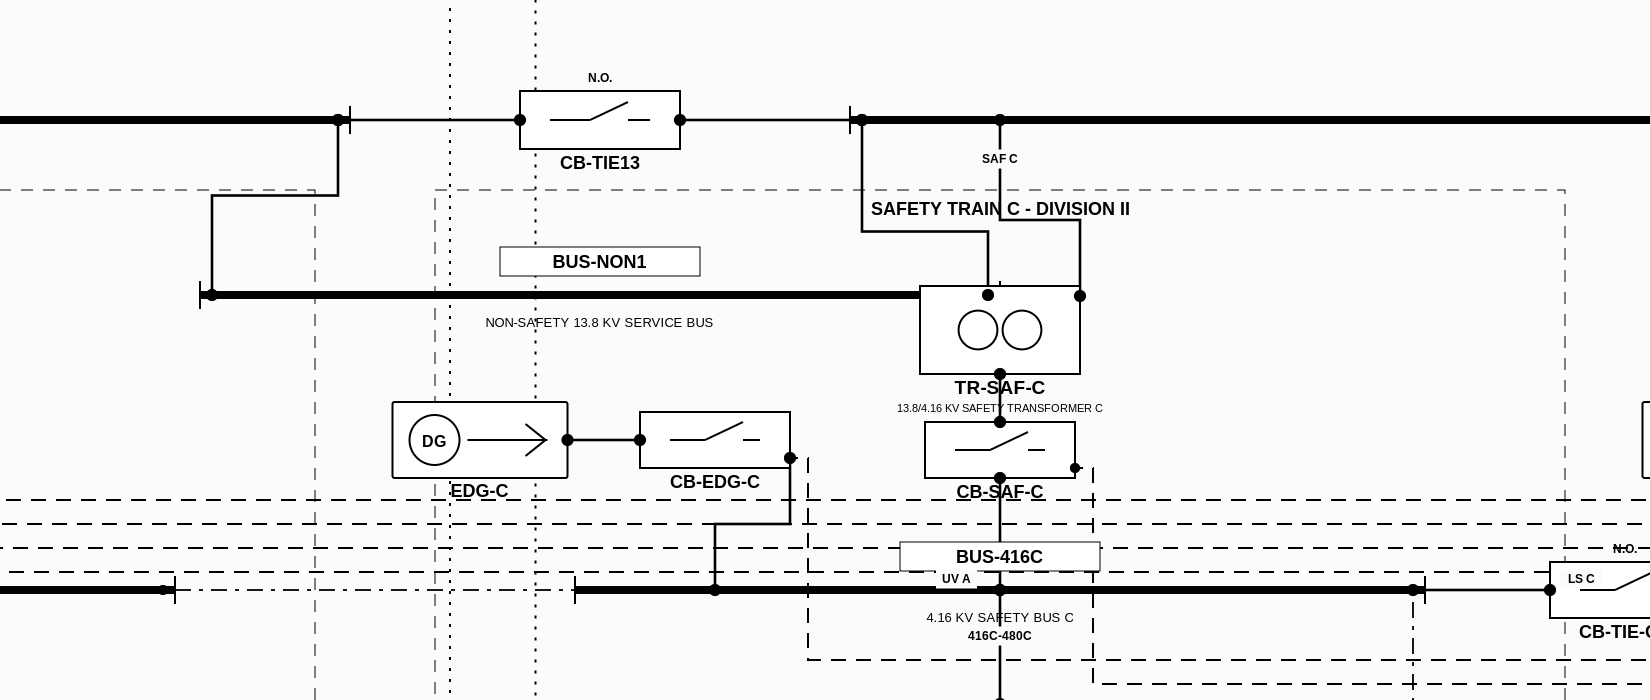 N.O.
CB-TIE13
SAF C
SAFETY TRAIN C - DIVISION II
BUS-NON1
NON-SAFETY 13.8 KV SERVICE BUS
TR-SAF-C
13.8/4.16 KV SAFETY TRANSFORMER C
DG
EDG-C
CB-EDG-C
CB-SAF-C
N.O.
BUS-416C
UV A
LS C
4.16 KV SAFETY BUS C
416C-480C
CB-TIE-